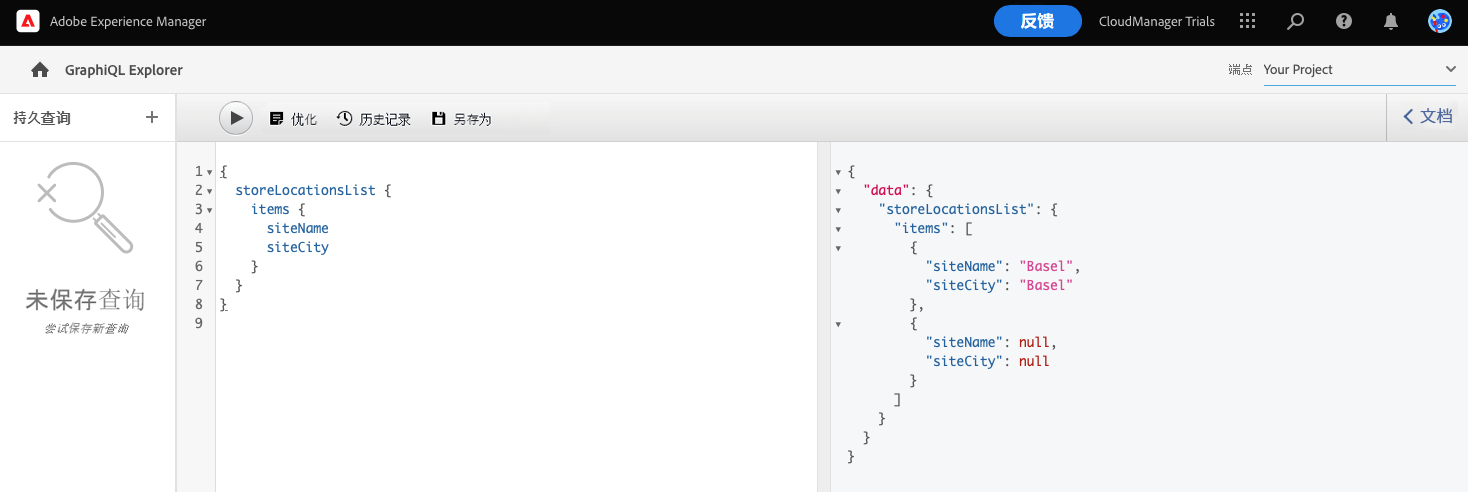 Adobe Experience Manager
反馈
CloudManager Trials
GraphiQL Explorer
端点
Your Project
持久查询
+
优化
历史记录
另存为
文档
未保存查询
尝试保存新查询
1 {
2 storeLocationsList {
3 items {
4 siteName
5 siteCity
6 }
7 }
8 }
9
{
"data": {
"storeLocationsList": {
"items": [
{
"siteName": "Basel",
"siteCity": "Basel"
},
{
"siteName": null,
"siteCity": null
}
]
}
}
}